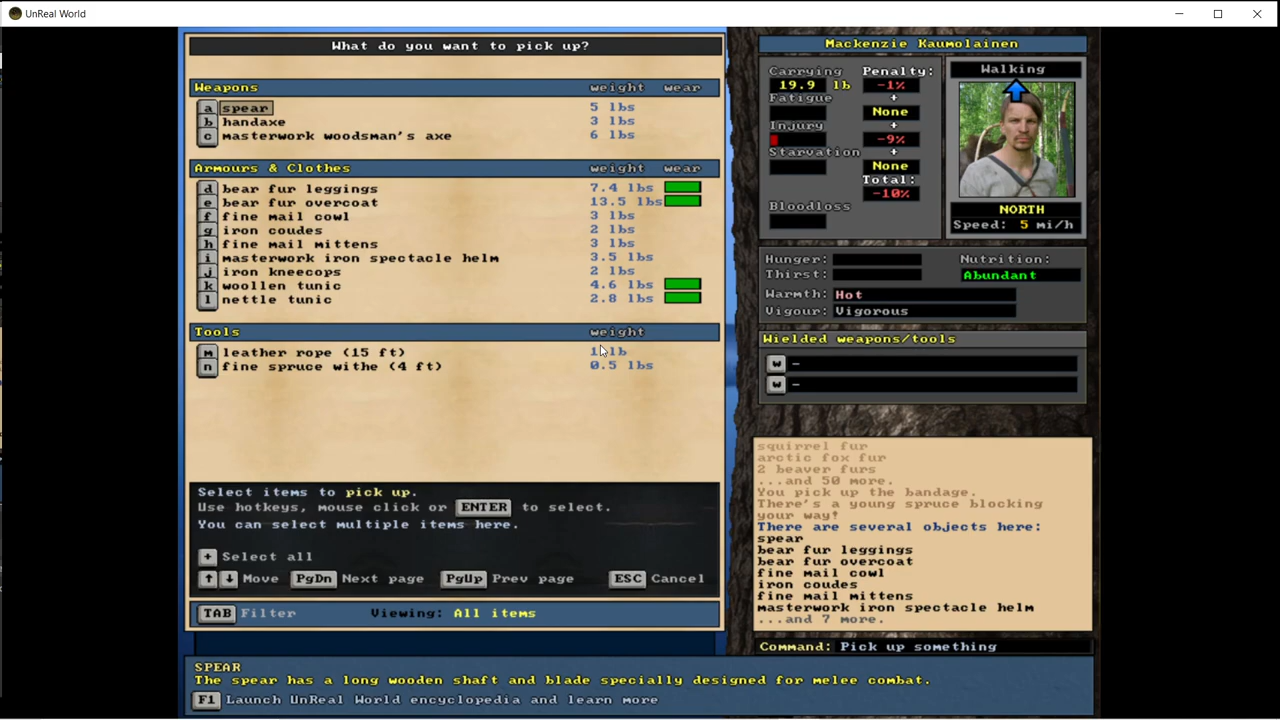 UnReal World
What do you want to pick up?
Weapons weight wear
a spear 5 lbs
b handaxe 3 lbs
c masterwork woodsman's axe 6 lbs
Armours & Clothes weight wear
d bear fur leggings 7.4 lbs
e bear fur overcoat 13.5 lbs
f fine mail cowl 3 lbs
g iron coudes 2 lbs
h fine mail mittens 3 lbs
i masterwork iron spectacle helm 3.5 lbs
j iron kneecops 2 lbs
k woollen tunic 4.6 lbs
l nettle tunic 2.8 lbs
Tools weight
m leather rope (15 ft) 1 lb
n fine spruce withe (4 ft) 0.5 lbs
Select items to pick up.
Use hotkeys, mouse click or ENTER to select.
You can select multiple items here.
+ Select all
↑ ↓ Move PgDn Next page PgUp Prev page ESC Cancel
TAB Filter Viewing: All items
Mackenzie Kaumolainen
Carrying Penalty:
19.9 lb -1%
Fatigue +
None
Injury +
-9%
Starvation +
None
Total:
-10%
Bloodloss
Walking
NORTH
Speed: 5 mi/h
Hunger: Nutrition:
Thirst: Abundant
Warmth: Hot
Vigour: Vigorous
Wielded weapons/tools
w -
w -
squirrel fur
arctic fox fur
2 beaver furs
...and 50 more.
You pick up the bandage.
There's a young spruce blocking
your way!
There are several objects here:
spear
bear fur leggings
bear fur overcoat
fine mail cowl
iron coudes
fine mail mittens
masterwork iron spectacle helm
...and 7 more.
Command: Pick up something
SPEAR
The spear has a long wooden shaft and blade specially designed for melee combat.
F1 Launch UnReal World encyclopedia and learn more